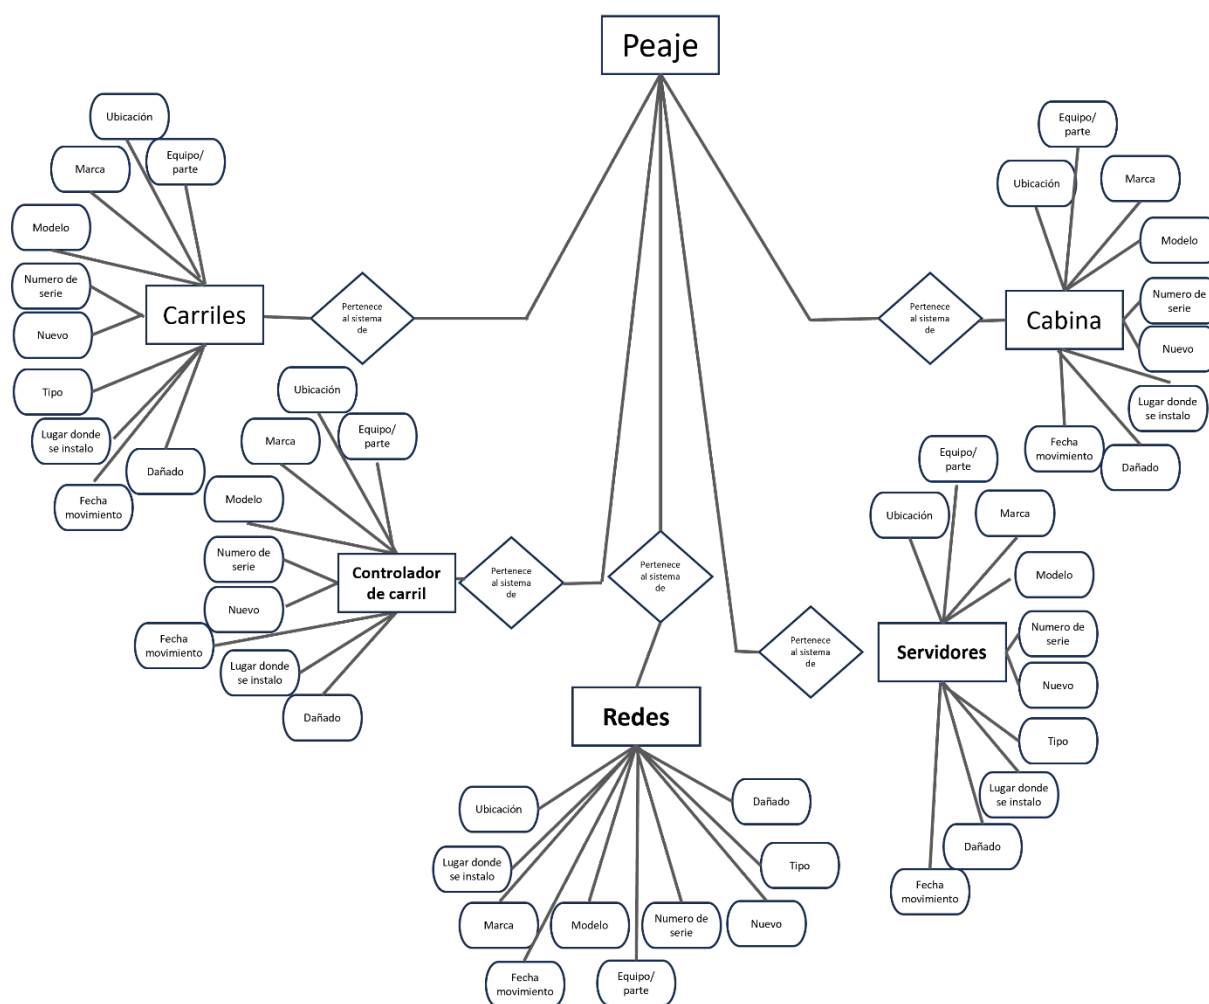 Peaje
Ubicación
Equipo/
parte
Marca
Modelo
Numero de
serie
Nuevo
Carriles
Tipo
Lugar donde
se instalo
Fecha
movimiento
Dañado
Pertenece
al sistema
de
Ubicación
Equipo/
parte
Marca
Modelo
Numero de
serie
Nuevo
Controlador
de carril
Fecha
movimiento
Lugar donde
se instalo
Dañado
Pertenece
al sistema
de
Pertenece
al sistema
de
Redes
Ubicación
Lugar donde
se instalo
Marca
Fecha
movimiento
Modelo
Equipo/
parte
Numero de
serie
Nuevo
Tipo
Dañado
Pertenece
al sistema
de
Equipo/
parte
Ubicación
Marca
Modelo
Numero de
serie
Nuevo
Servidores
Tipo
Lugar donde
se instalo
Dañado
Fecha
movimiento
Pertenece
al sistema
de
Equipo/
parte
Ubicación
Marca
Modelo
Numero de
serie
Nuevo
Cabina
Lugar donde
se instalo
Fecha
movimiento
Dañado